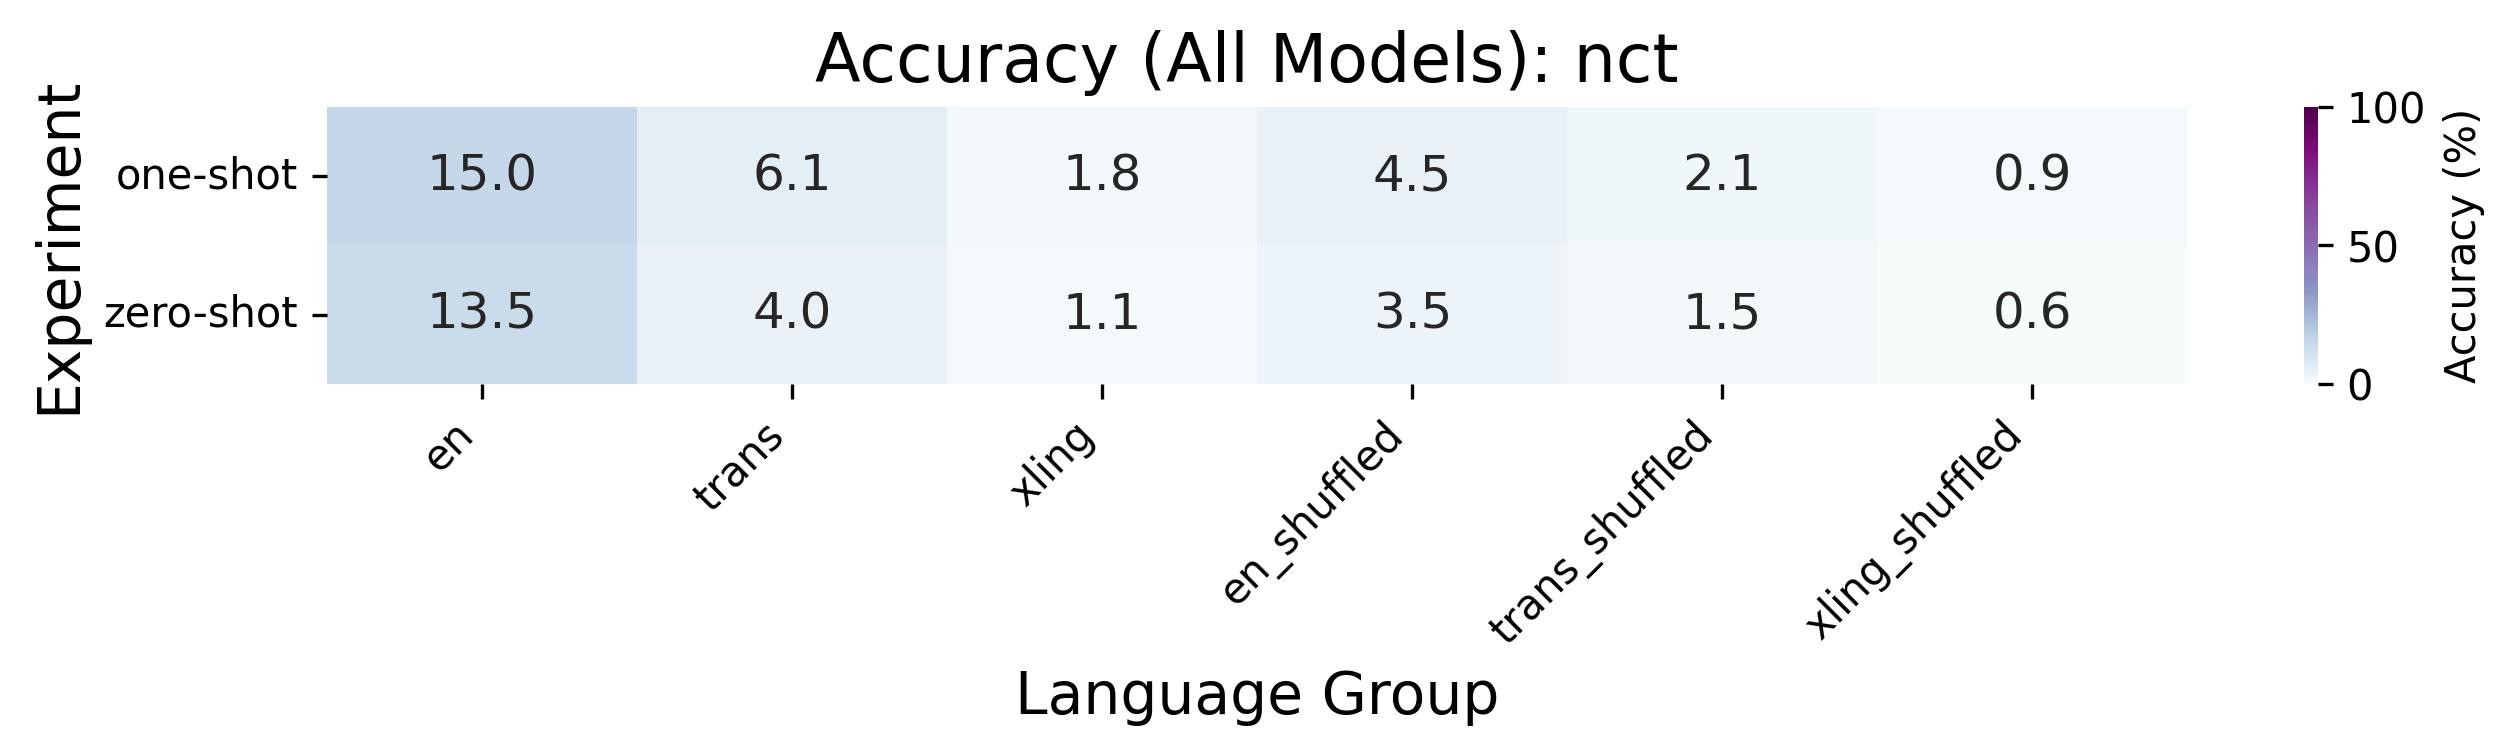 Accuracy (All Models): nct
Experiment
one-shot 15.0 6.1 1.8 4.5 2.1 0.9
zero-shot 13.5 4.0 1.1 3.5 1.5 0.6
en trans xling en_shuffled trans_shuffled xling_shuffled
Language Group
100
50
0
Accuracy (%)